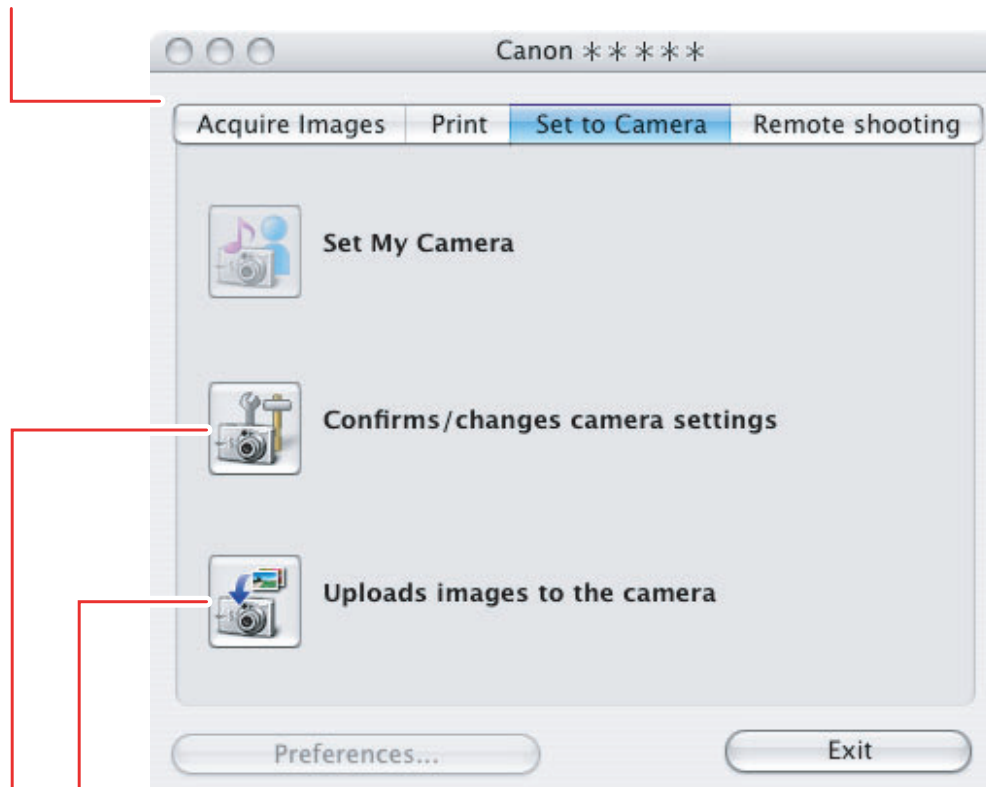 Canon ∗∗∗∗∗
Acquire Images Print Set to Camera Remote shooting
Set My Camera
Confirms/changes camera settings
Uploads images to the camera
Preferences... Exit